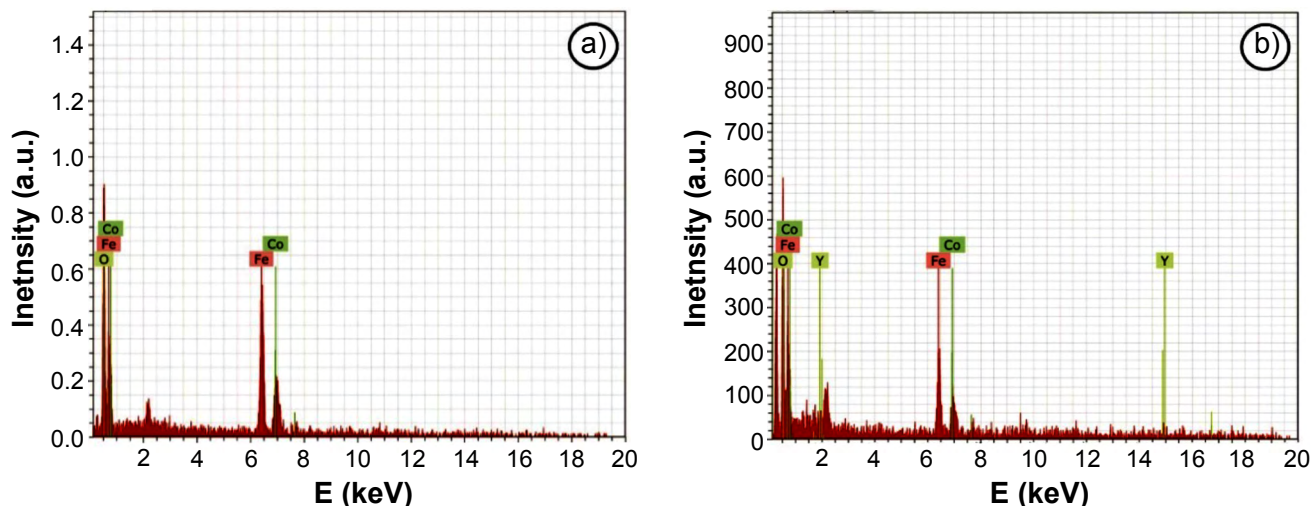 a)
1.4
1.2
1.0
0.8
0.6
0.4
0.2
0.0
Inetnsity (a.u.)
Co
Fe
O
Fe
Co
2 4 6 8 10 12 14 16 18 20
E (keV)
b)
900
800
700
600
500
400
300
200
100
0
Inetnsity (a.u.)
Co
Fe
O
Y
Fe
Co
Y
2 4 6 8 10 12 14 16 18 20
E (keV)